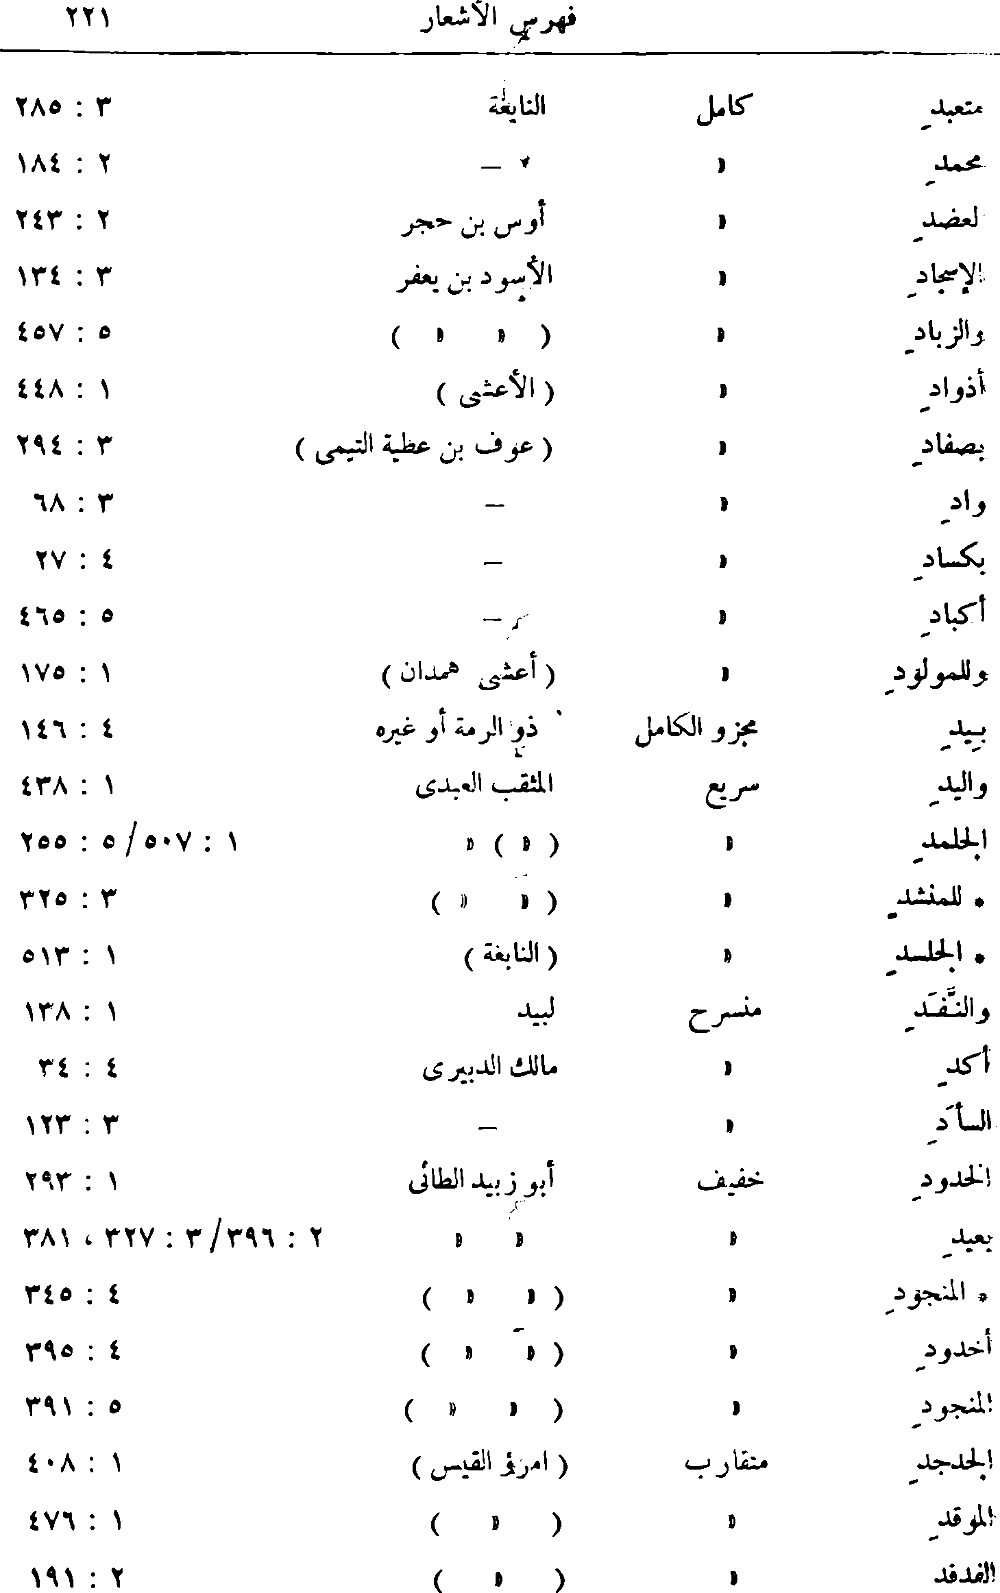 فهرس الأشعار ٢٢١
متعبدِ كامل النابغة ٣ : ٢٨٥
محمدِ » — ٢ : ١٨٤
لعضدِ » أوس بن حجر ٢ : ٢٤٣
الإسجادِ » الأسود بن يعفر ٣ : ١٣٤
والزبادِ » ( » » ) ٥ : ٤٥٧
أذوادِ » ( الأعشى ) ١ : ٤٤٨
بصفادِ » ( عوف بن عطية التيمى ) ٣ : ٢٩٤
وادِ » — ٣ : ٦٨
بكسادِ » — ٤ : ٢٧
أكبادِ » — ٥ : ٤٦٥
وللمولودِ » ( أعشى همدان ) ١ : ١٧٥
بيدِ مجزو الكامل ذو الرمة أو غيره ٤ : ١٤٦
واليدِ سريع المثقب العبدى ١ : ٤٣٨
الجلمدِ » ( » ) » ١ : ٥٠٧ / ٥ : ٢٥٥
* للمنشدِ » ( » » ) ٣ : ٣٢٥
* الجلسدِ » ( النابغة ) ١ : ٥١٣
والنَّفَدِ منسرح لبيد ١ : ١٣٨
أكدِ » مالك الدبيرى ٤ : ٣٤
السأَدِ » — ٣ : ١٢٣
الخدودِ خفيف أبو زبيد الطائى ١ : ٢٩٣
بعيدِ » » » ٢ : ٣٩٦ / ٣ : ٣٢٧ ، ٣٨١
* المنجودِ » ( » » ) ٤ : ٣٤٥
أخدودِ » ( » » ) ٤ : ٣٩٥
المنجودِ » ( » » ) ٥ : ٣٩١
الجدجدِ متقارب ( امرئ القيس ) ١ : ٤٠٨
الموقدِ » ( » ) ١ : ٤٧٦
الفدفد » ( » ) ٢ : ١٩١